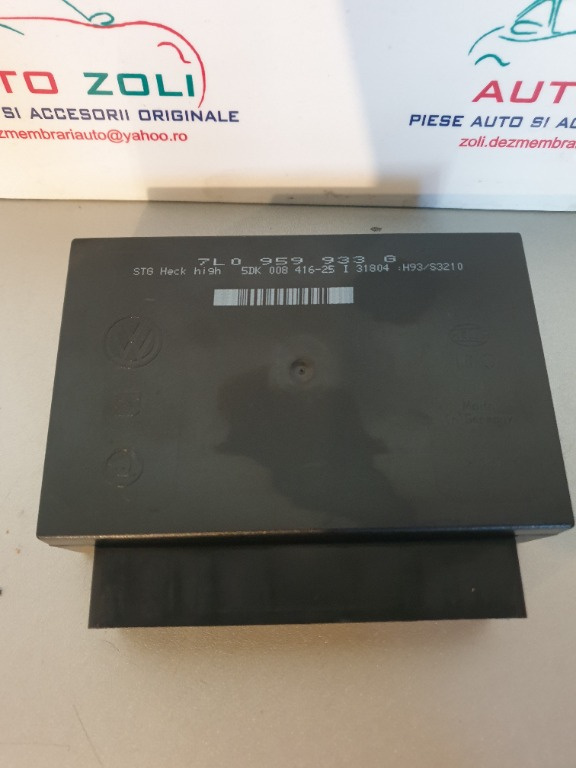 TO ZOLI
SI ACCESORII ORIGINALE
dezmembrariauto@yahoo.ro
AUT
PIESE AUTO SI AC
zoli.dezmembrari
7L0 959 933 G
STG Heck high 5DK 008 416-25 I 31804 :H93/S3210